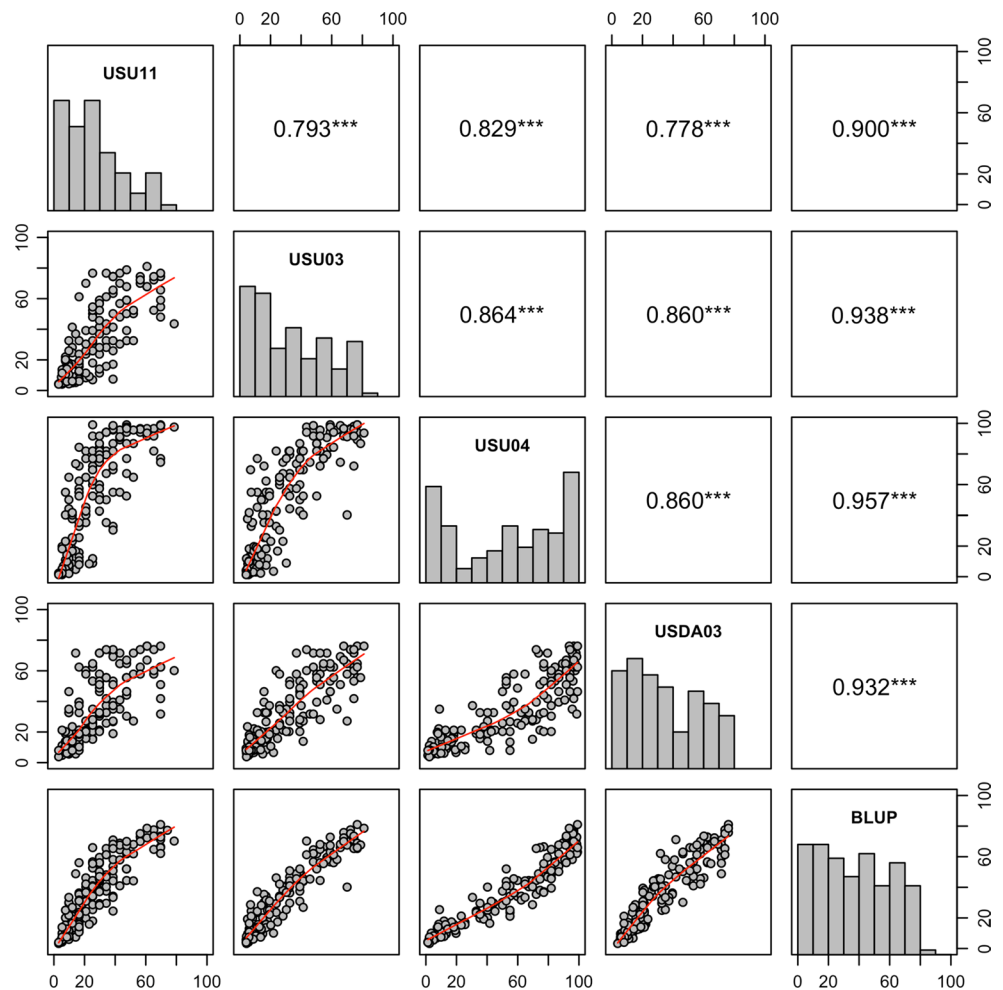 0 20 60 100 0 20 60 100
USU11 0.793*** 0.829*** 0.778*** 0.900*** 0 20 60 100
0 20 60 100 USU03 0.864*** 0.860*** 0.938***
USU04 0.860*** 0.957*** 0 20 60 100
0 20 60 100 USDA03 0.932***
BLUP 0 20 60 100
0 20 60 100 0 20 60 100 0 20 60 100